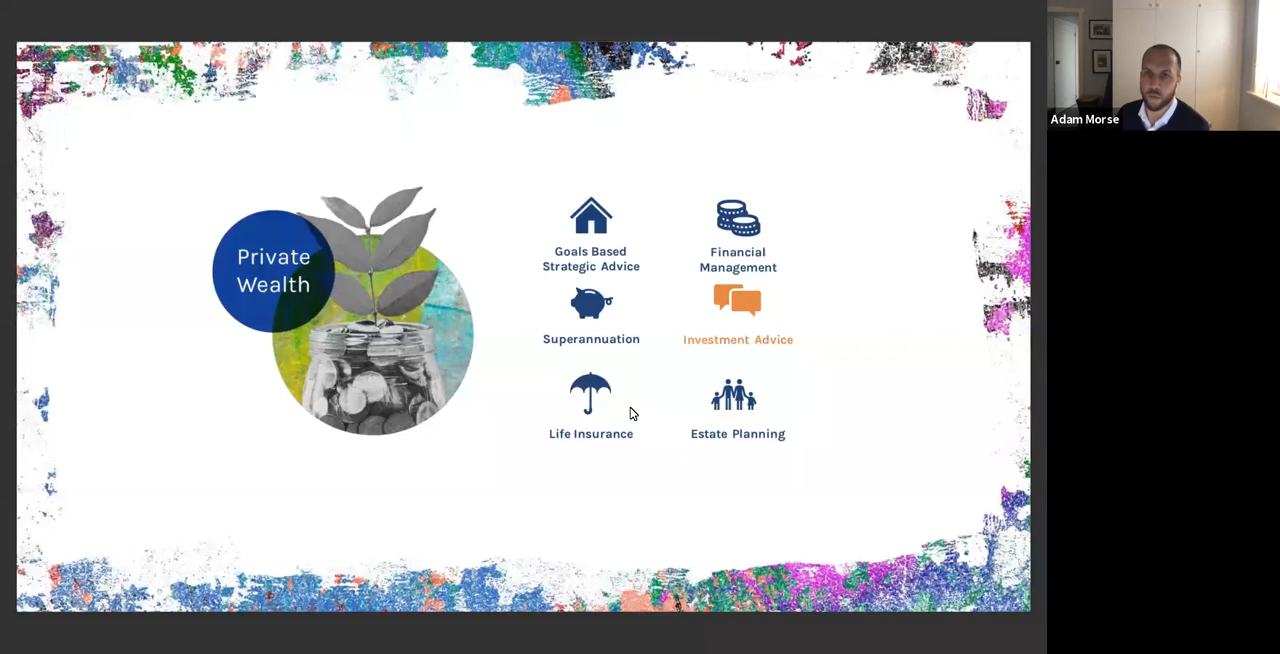 Private
Wealth
Goals Based
Strategic Advice
Financial
Management
Superannuation
Investment Advice
Life Insurance
Estate Planning
Adam Morse